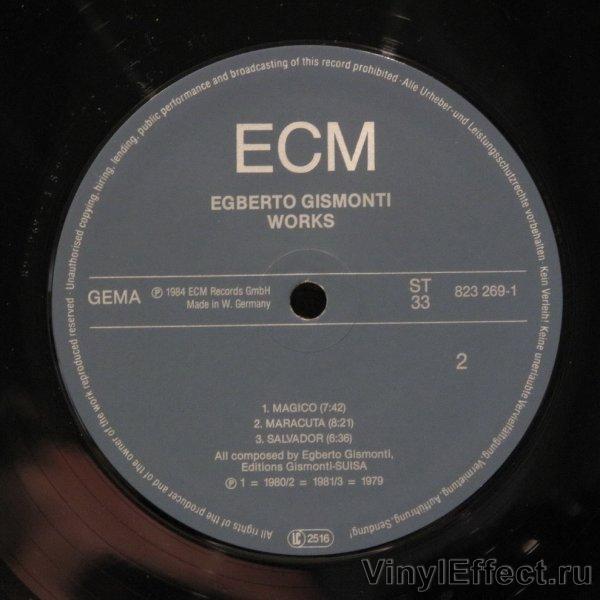 Unauthorised copying, hiring, lending, public performance and broadcasting of this record prohibited · Alle Urheber- und Leistungsschutzrechte vorbehalten · Kein Verleih! Keine unerlaubte Vervielfältigung, Vermietung, Aufführung, Sendung!
ECM
EGBERTO GISMONTI
WORKS
GEMA
℗ 1984 ECM Records GmbH
Made in W. Germany
ST
33
823 269-1
2
1. MAGICO (7:42)
2. MARACUTA (8:21)
3. SALVADOR (6:36)
All composed by Egberto Gismonti,
Editions Gismonti-SUISA
℗ 1 = 1980/2 = 1981/3 = 1979
LC 2516
All rights of the producer and of the owner of the work reproduced reserved ·
VinylEffect.ru